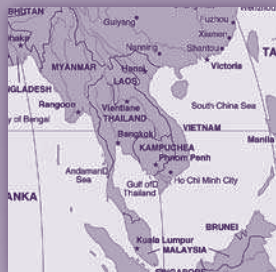 BHUTAN
Guiyang
Fuzhou
Xiamen
Nanning
Shantou
TA
Victoria
haka
MYANMAR
Hanoi
LAOS
NGLADESH
Rangoon
Vientiane
South China Sea
y of Bengal
THAILAND
VIETNAM
Bangkok
Manila
KAMPUCHEA
Phnom Penh
Andaman
Sea
Gulf of
Thailand
Ho Chi Minh City
ANKA
BRUNEI
Kuala Lumpur
MALAYSIA
SINGAPORE